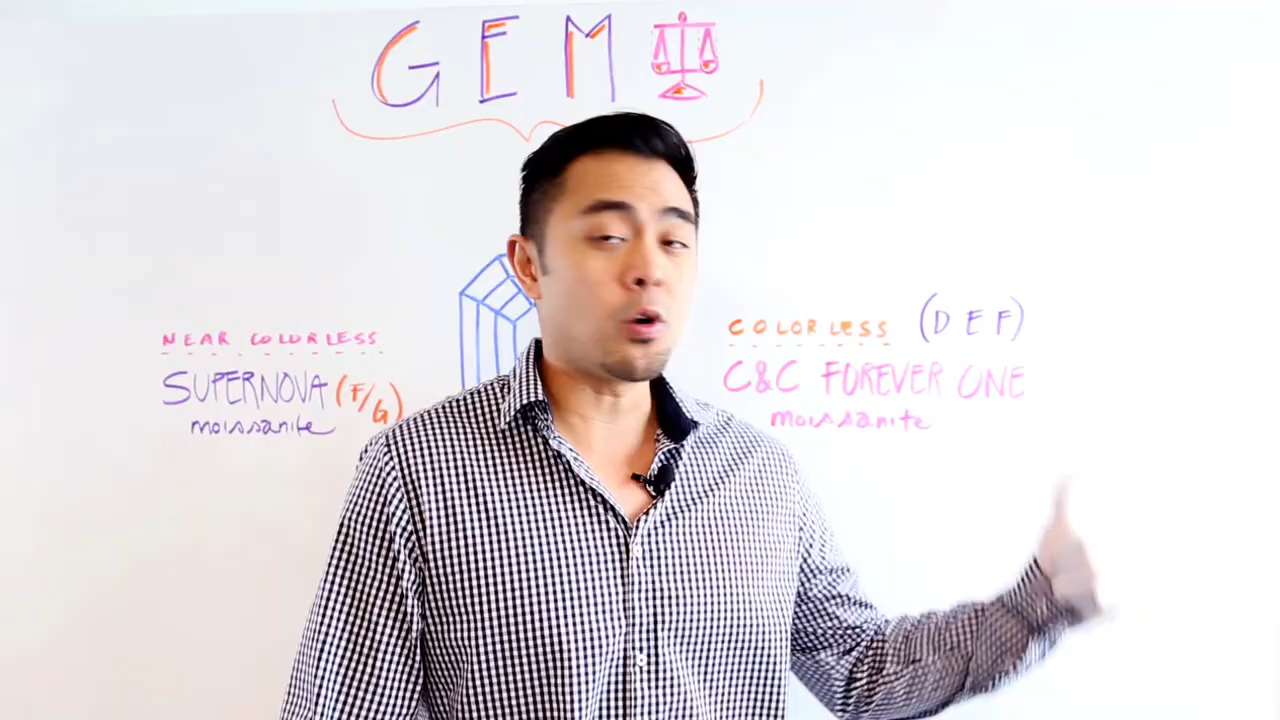 GEM
NEAR COLORLESS
SUPERNOVA (F/G)
moissanite
COLORLESS (DEF)
C&C FOREVER ONE
moissanite